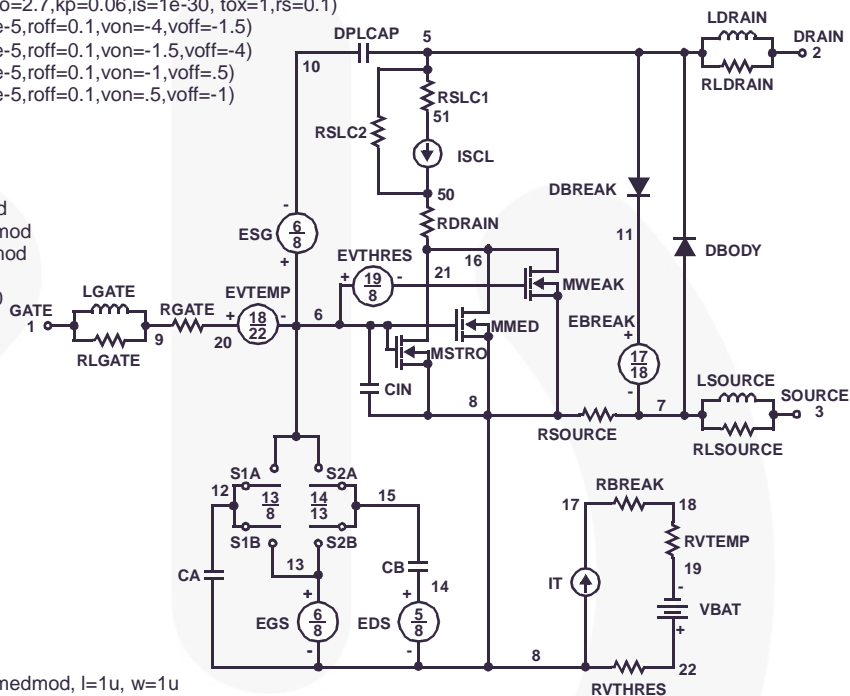 o=2.7,kp=0.06,is=1e-30, tox=1,rs=0.1)
e-5,roff=0.1,von=-4,voff=-1.5)
e-5,roff=0.1,von=-1.5,voff=-4)
e-5,roff=0.1,von=-1,voff=.5)
e-5,roff=0.1,von=.5,voff=-1)
d
mod
mod
)
LDRAIN
DPLCAP
5
DRAIN
2
10
RLDRAIN
RSLC1
51
RSLC2
ISCL
50
DBREAK
RDRAIN
ESG
-
6
8
+
11
DBODY
EVTHRES
16
21
+
19
8
-
MWEAK
LGATE
EVTEMP
GATE
1
RGATE
+
18
22
-
6
MMED
EBREAK
+
17
18
-
9
20
MSTRO
RLGATE
LSOURCE
CIN
8
7
SOURCE
3
RSOURCE
RLSOURCE
S1A
S2A
12
13
8
14
13
15
RBREAK
17
18
S1B
S2B
RVTEMP
13
CB
19
CA
14
IT
-
VBAT
+
+
+
EGS
6
8
EDS
5
8
-
-
8
22
RVTHRES
medmod, l=1u, w=1u